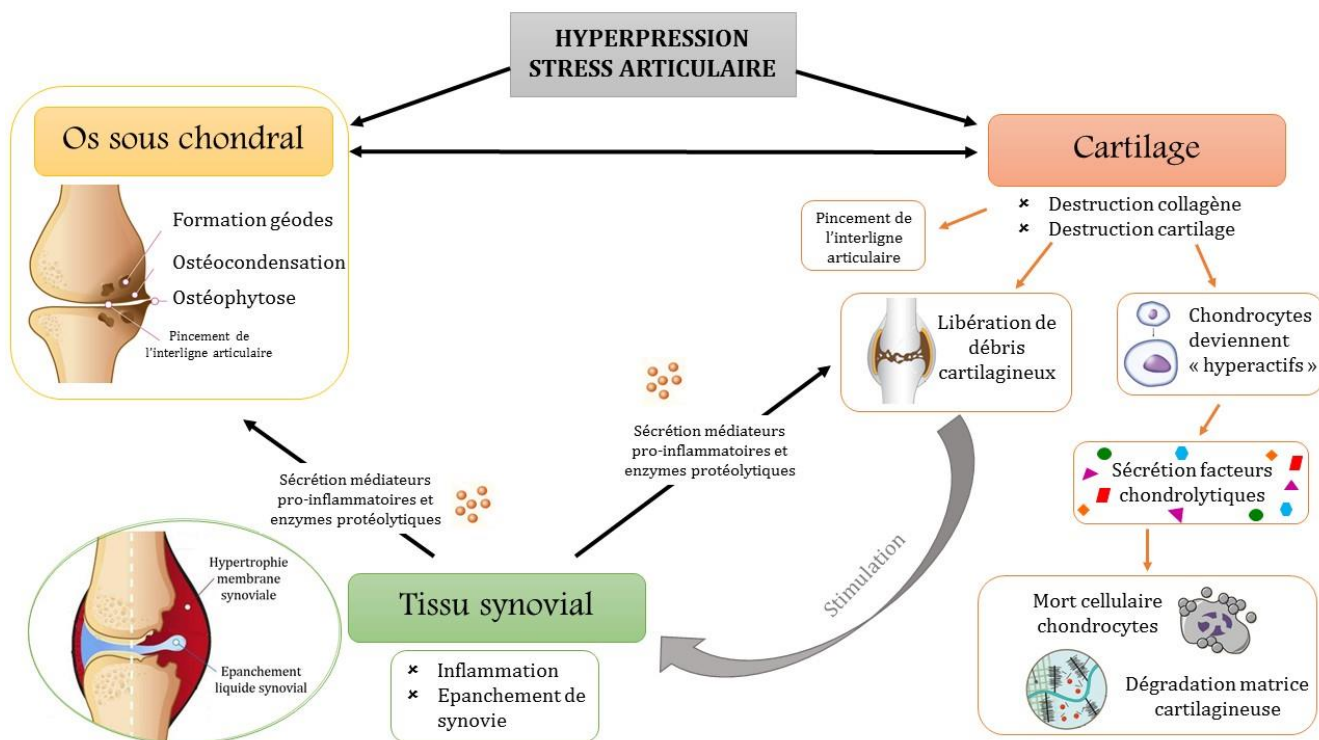 HYPERPRESSION
STRESS ARTICULAIRE
Os sous chondral
Formation géodes
Ostéocondensation
Ostéophytose
Pincement de
l'interligne articulaire
Cartilage
Destruction collagène
Destruction cartilage
Pincement de
l'interligne
articulaire
Libération de
débris
cartilagineux
Chondrocytes
deviennent
« hyperactifs »
Sécrétion facteurs
chondrolytiques
Mort cellulaire
chondrocytes
Dégradation matrice
cartilagineuse
Stimulation
Sécrétion médiateurs
pro-inflammatoires et
enzymes protéolytiques
Sécrétion médiateurs
pro-inflammatoires et
enzymes protéolytiques
Tissu synovial
Inflammation
Epanchement de
synovie
Hypertrophie
membrane
synoviale
Epanchement
liquide synovial